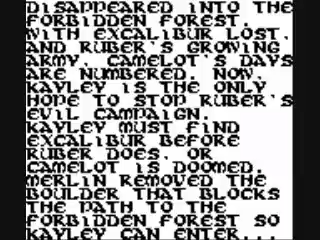 DISAPPEARED INTO THE
FORBIDDEN FOREST.
WITH EXCALIBUR LOST,
AND RUBER'S GROWING
ARMY, CAMELOT'S DAYS
ARE NUMBERED. NOW,
KAYLEY IS THE ONLY
HOPE TO STOP RUBER'S
EVIL CAMPAIGN.
KAYLEY MUST FIND
EXCALIBUR BEFORE
RUBER DOES, OR
CAMELOT IS DOOMED.
MERLIN REMOVED THE
BOULDER THAT BLOCKS
THE PATH TO THE
FORBIDDEN FOREST SO
KAYLEY CAN ENTER...